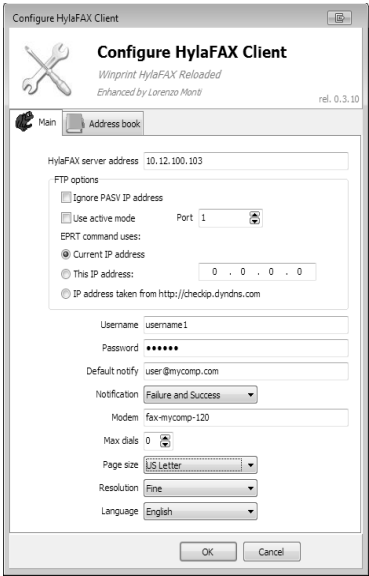 Configure HylaFAX Client
Configure HylaFAX Client
Winprint HylaFAX Reloaded
Enhanced by Lorenzo Monti
rel. 0.3.10
Main Address book
HylaFAX server address 10.12.100.103
FTP options
Ignore PASV IP address
Use active mode Port 1
EPRT command uses:
Current IP address
This IP address: 0 . 0 . 0 . 0
IP address taken from http://checkip.dyndns.com
Username username1
Password ••••••
Default notify user@mycomp.com
Notification Failure and Success
Modem fax-mycomp-120
Max dials 0
Page size US Letter
Resolution Fine
Language English
OK Cancel